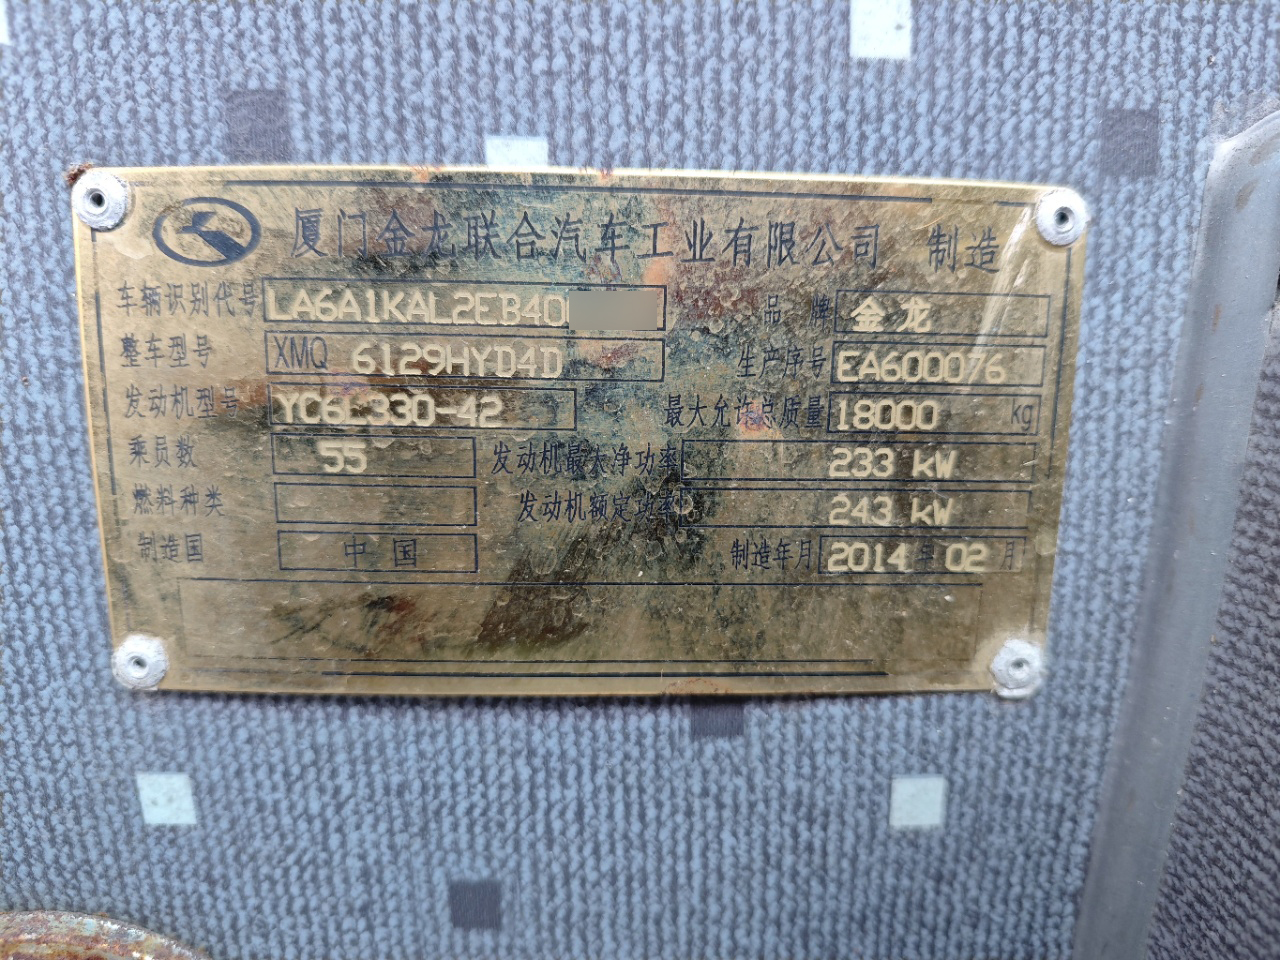 厦门金龙联合汽车工业有限公司 制造
车辆识别代号 LA6A1KAL2EB40 品牌 金龙
整车型号 XMQ 6129HYD4D 生产序号 EA600076
发动机型号 YC6L330-42 最大允许总质量 18000 kg
乘员数 55 发动机最大净功率 233 kW
燃料种类 发动机额定功率 243 kW
制造国 中国 制造年月 2014 年 02 月